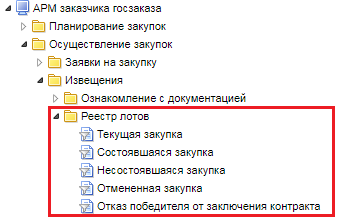 АРМ заказчика госзаказа
Планирование закупок
Осуществление закупок
Заявки на закупку
Извещения
Ознакомление с документацией
Реестр лотов
Текущая закупка
Состоявшаяся закупка
Несостоявшаяся закупка
Отмененная закупка
Отказ победителя от заключения контракта